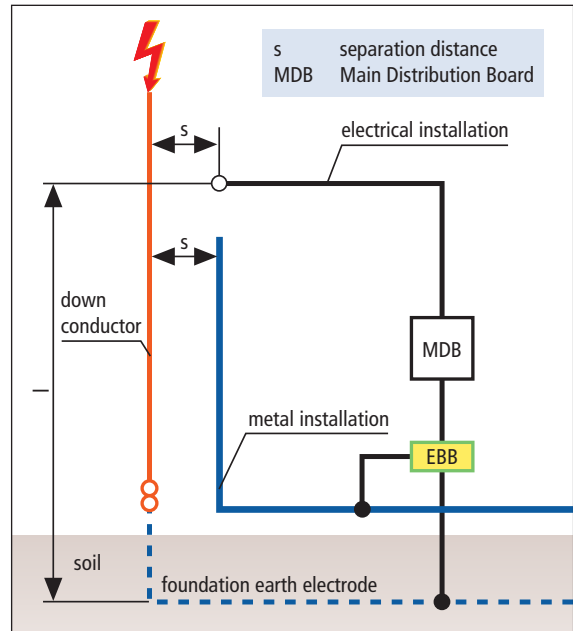 s separation distance
MDB Main Distribution Board
s
electrical installation
s
down
conductor
MDB
l
metal installation
EBB
soil
foundation earth electrode